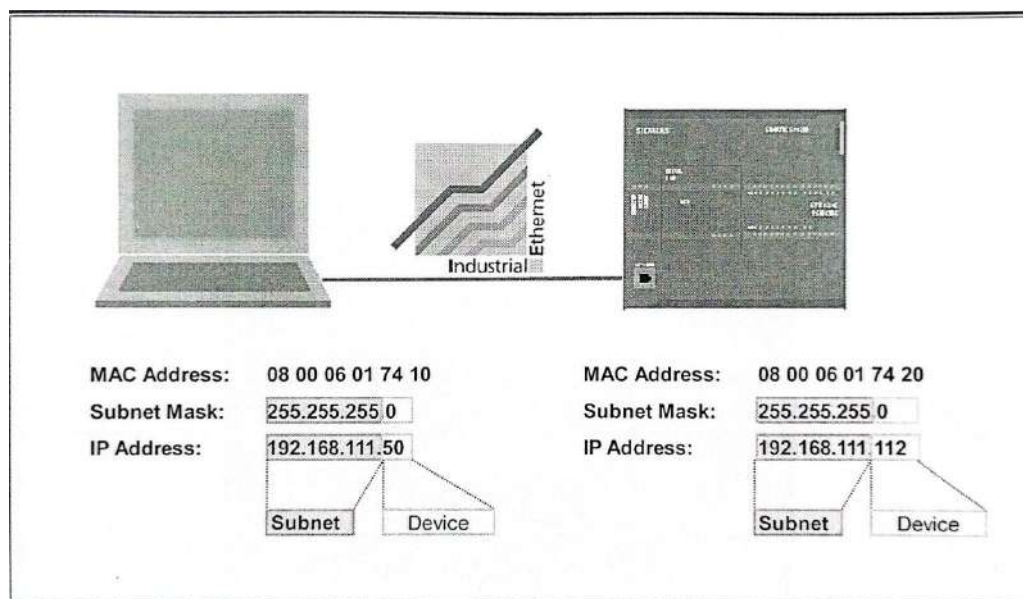 SIEMENS
Industrial Ethernet
MAC Address: 08 00 06 01 74 10
Subnet Mask: 255.255.255.0
IP Address: 192.168.111.50
Subnet Device
MAC Address: 08 00 06 01 74 20
Subnet Mask: 255.255.255.0
IP Address: 192.168.111.112
Subnet Device